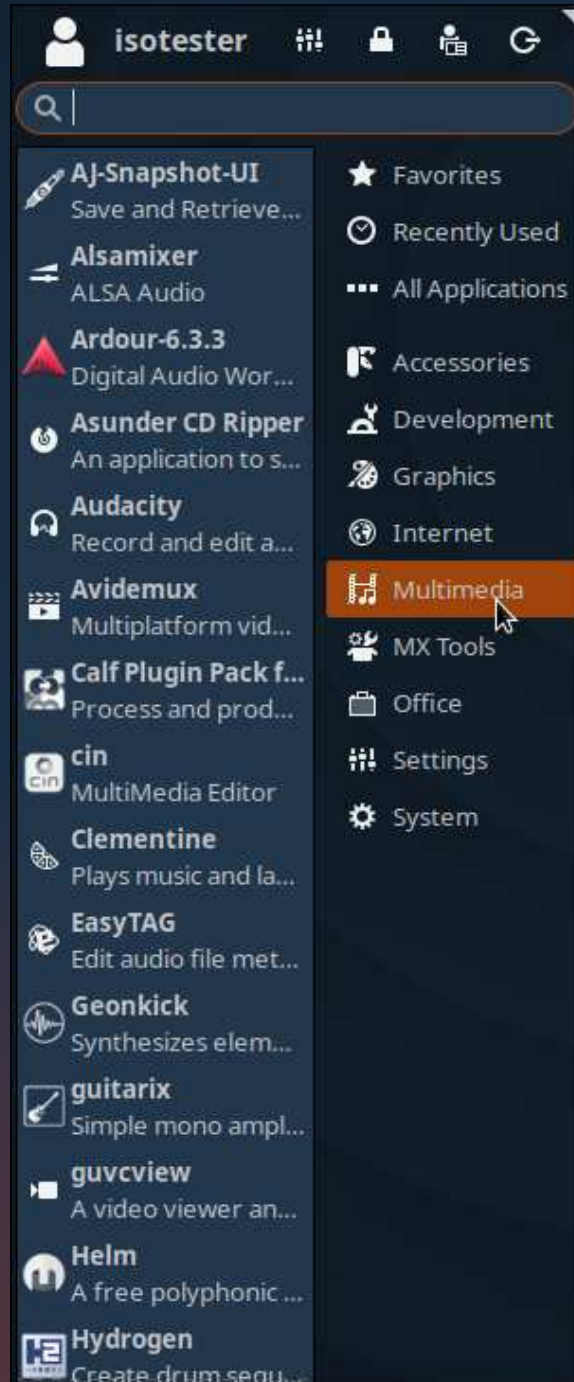 isotester
AJ-Snapshot-UI
Save and Retrieve...
Alsamixer
ALSA Audio
Ardour-6.3.3
Digital Audio Wor...
Asunder CD Ripper
An application to s...
Audacity
Record and edit a...
Avidemux
Multiplatform vid...
Calf Plugin Pack f...
Process and prod...
cin
MultiMedia Editor
Clementine
Plays music and la...
EasyTAG
Edit audio file met...
Geonkick
Synthesizes elem...
guitarix
Simple mono ampl...
guvcview
A video viewer an...
Helm
A free polyphonic ...
Hydrogen
Create drum sequ...
Favorites
Recently Used
All Applications
Accessories
Development
Graphics
Internet
Multimedia
MX Tools
Office
Settings
System